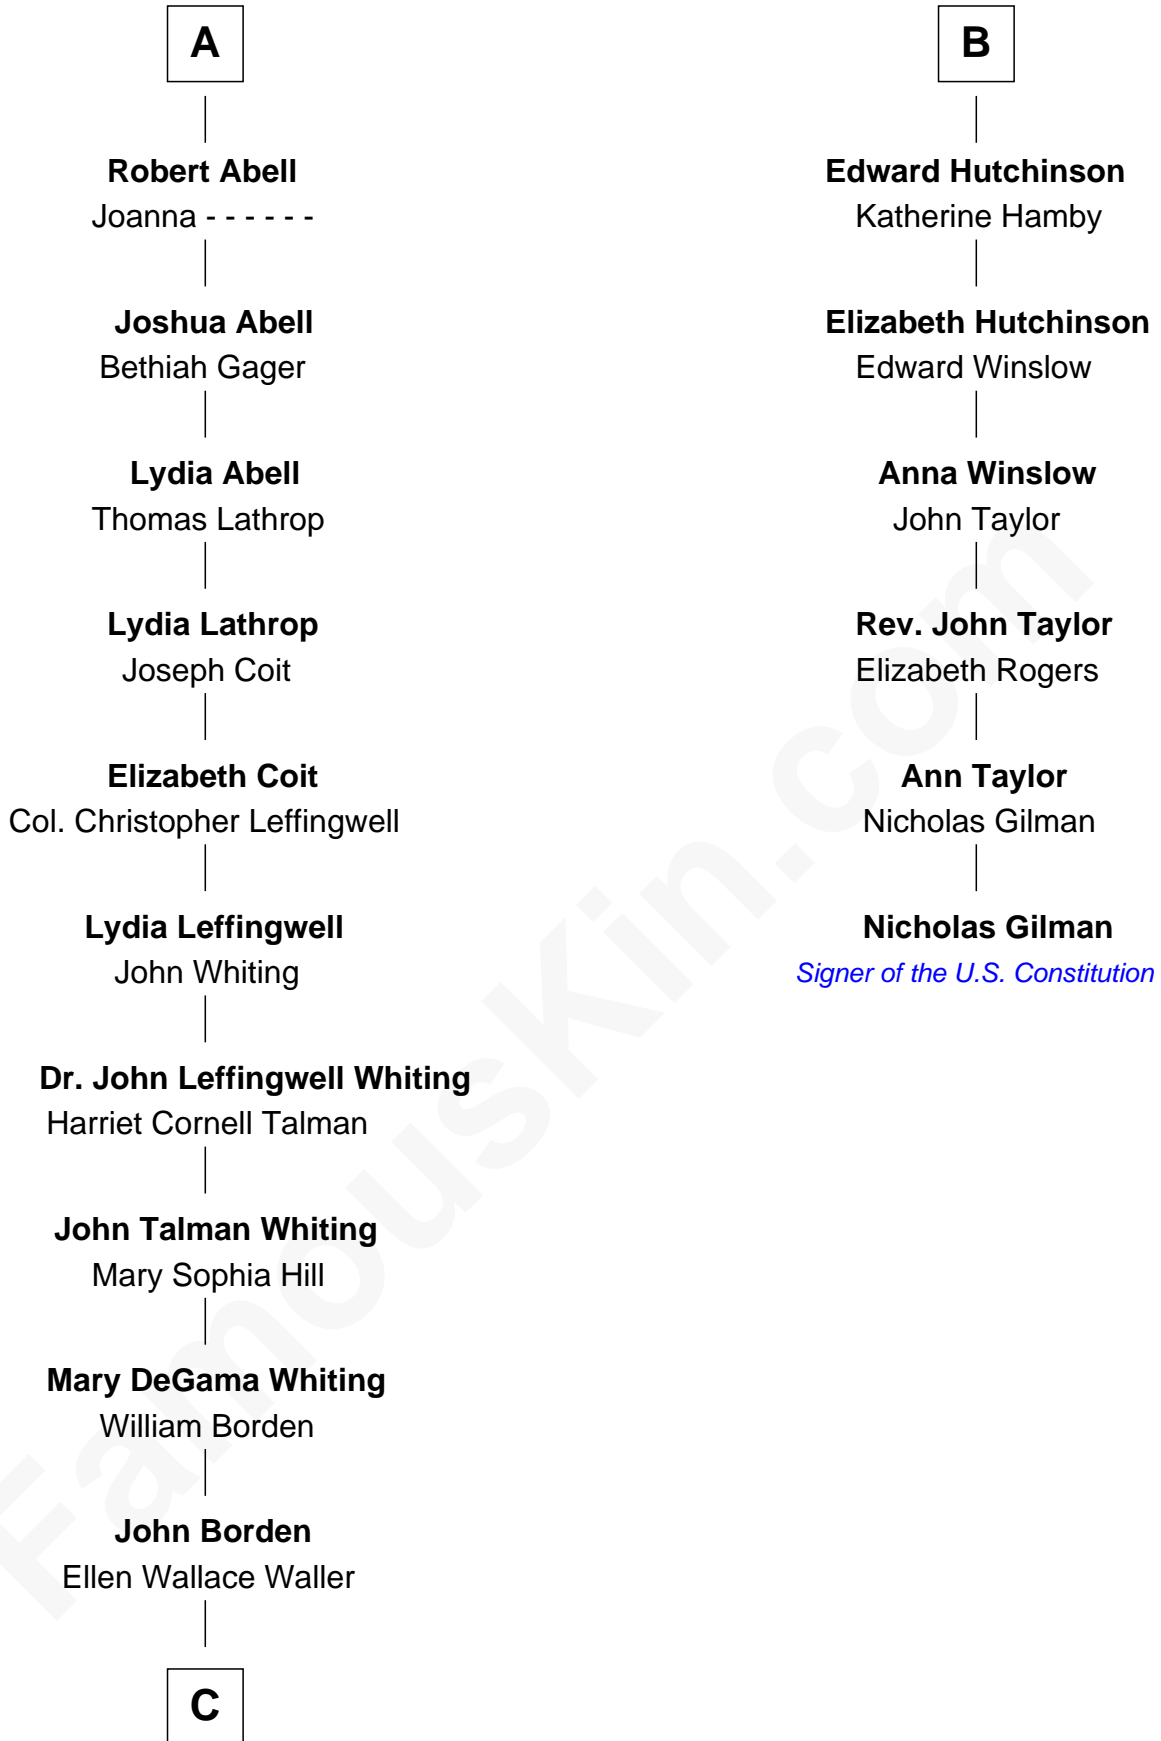 A
Robert Abell
Joanna - - - - - -
Joshua Abell
Bethiah Gager
Lydia Abell
Thomas Lathrop
Lydia Lathrop
Joseph Coit
Elizabeth Coit
Col. Christopher Leffingwell
Lydia Leffingwell
John Whiting
Dr. John Leffingwell Whiting
Harriet Cornell Talman
John Talman Whiting
Mary Sophia Hill
Mary DeGama Whiting
William Borden
John Borden
Ellen Wallace Waller
C
B
Edward Hutchinson
Katherine Hamby
Elizabeth Hutchinson
Edward Winslow
Anna Winslow
John Taylor
Rev. John Taylor
Elizabeth Rogers
Ann Taylor
Nicholas Gilman
Nicholas Gilman
Signer of the U.S. Constitution
FamousKin.com